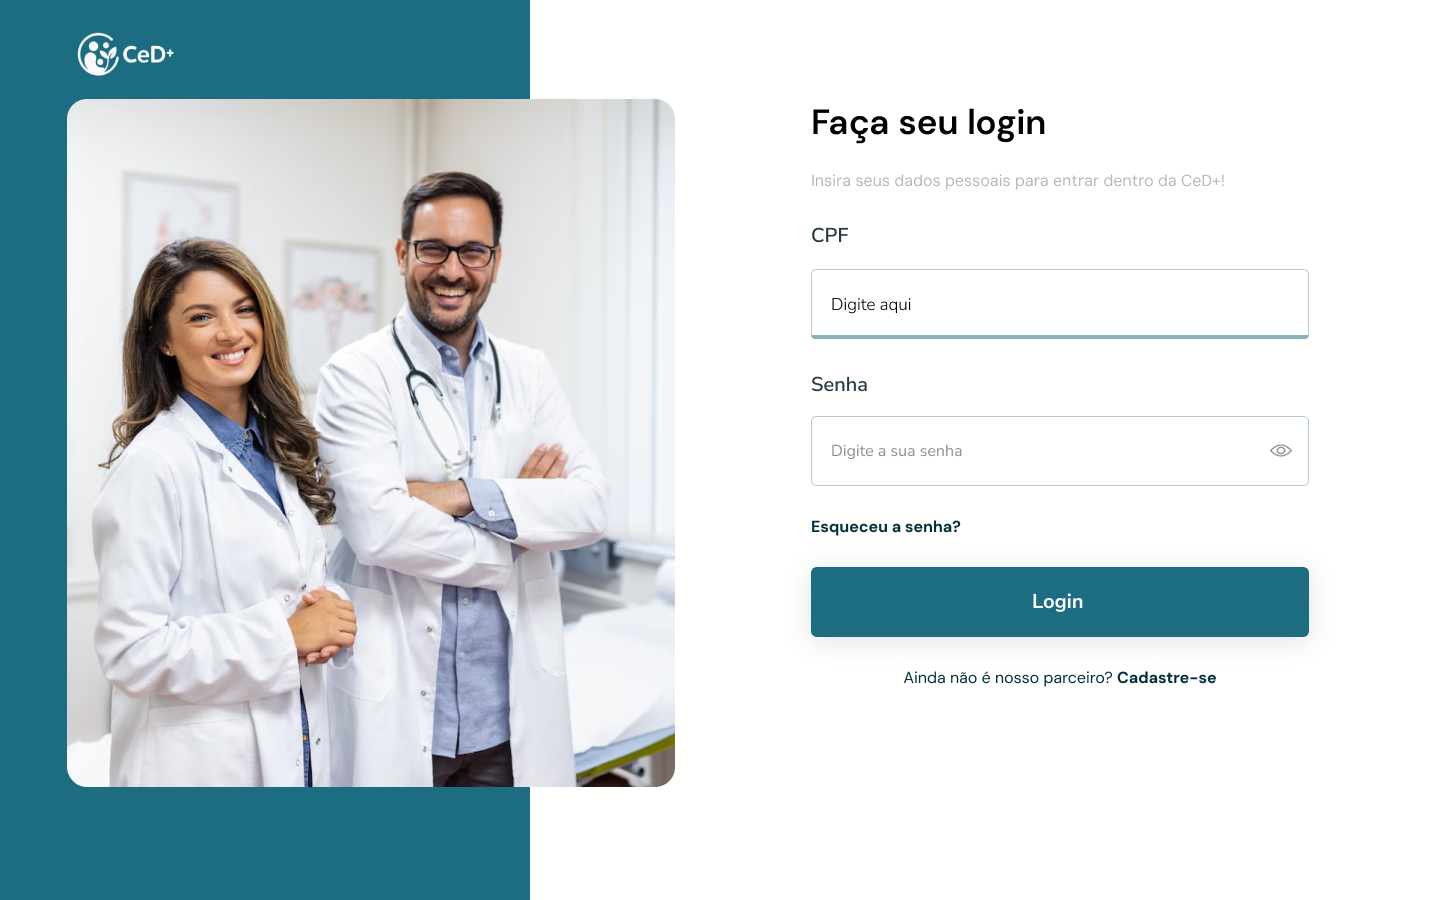 CeD+
Faça seu login
Insira seus dados pessoais para entrar dentro da CeD+!
CPF
Digite aqui
Senha
Digite a sua senha
Esqueceu a senha?
Login
Ainda não é nosso parceiro? Cadastre-se